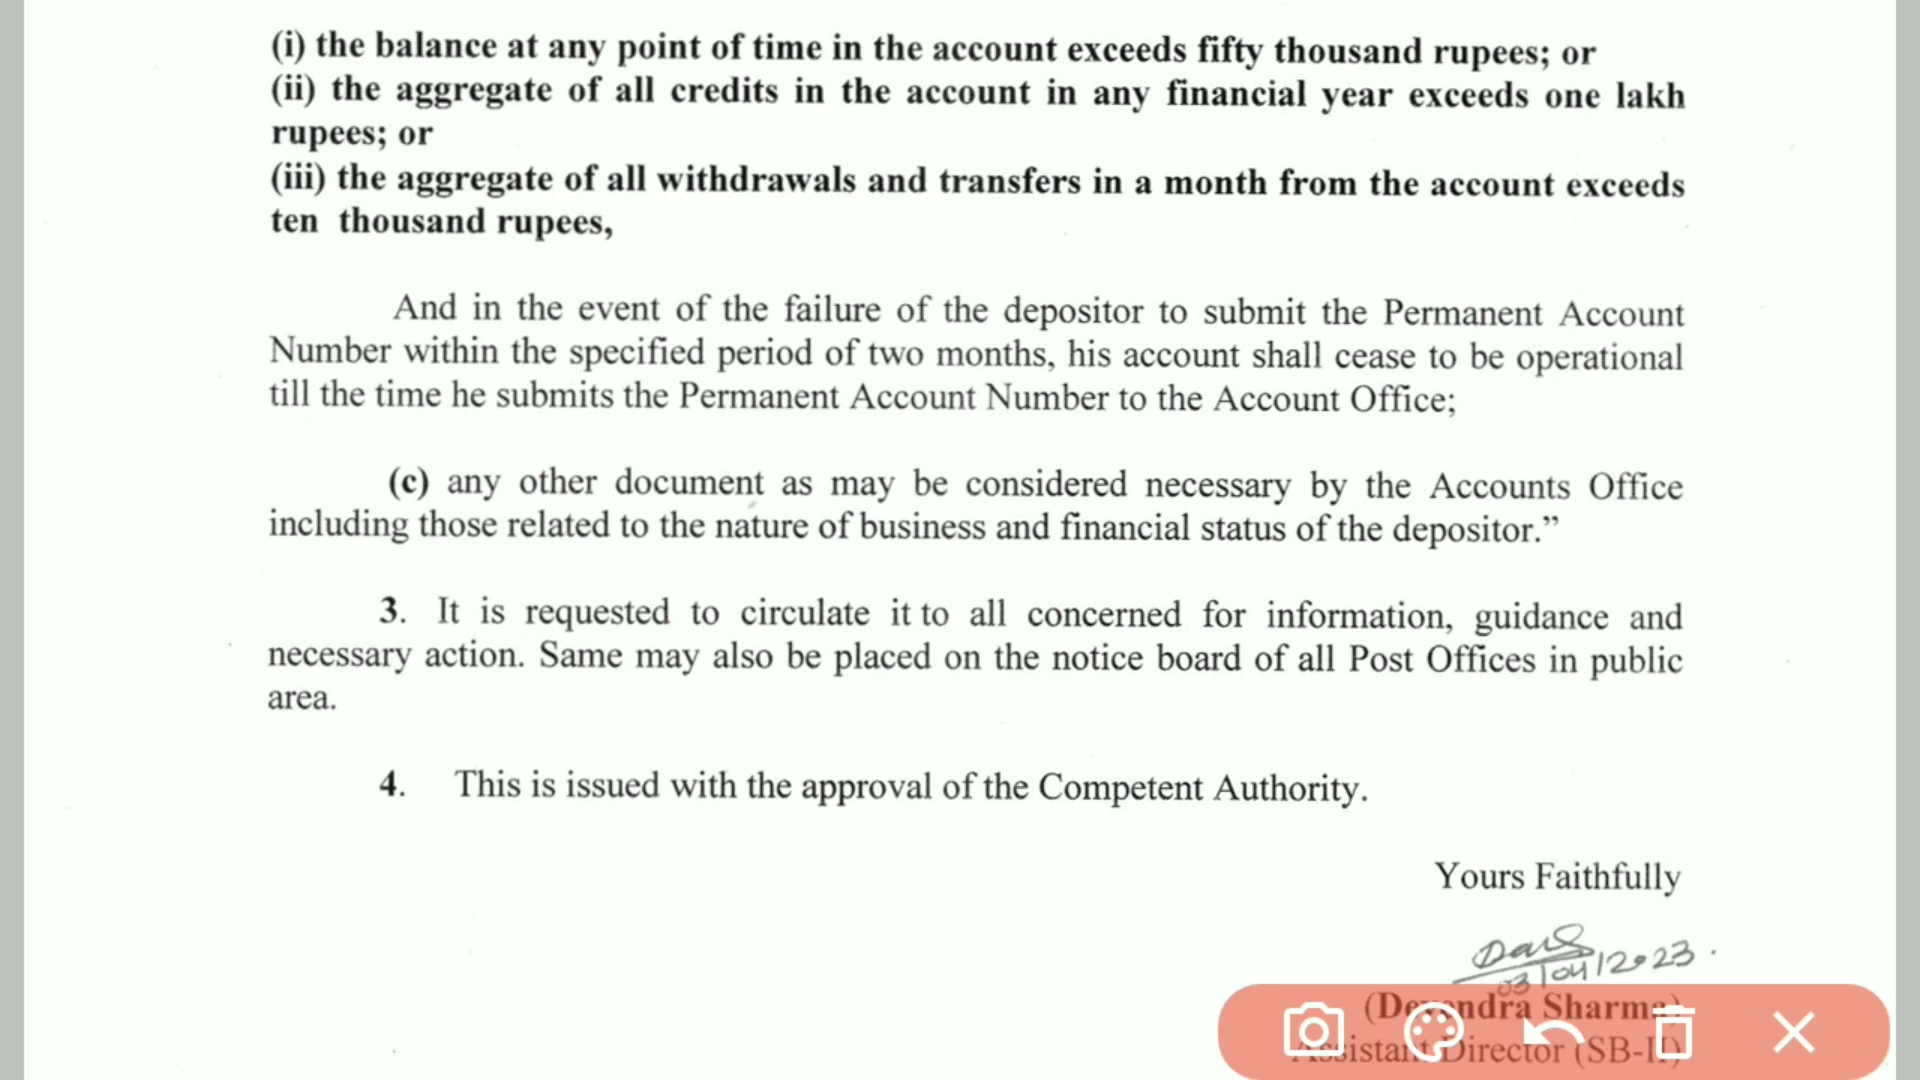 (i) the balance at any point of time in the account exceeds fifty thousand rupees; or
(ii) the aggregate of all credits in the account in any financial year exceeds one lakh
rupees; or
(iii) the aggregate of all withdrawals and transfers in a month from the account exceeds
ten thousand rupees,
And in the event of the failure of the depositor to submit the Permanent Account
Number within the specified period of two months, his account shall cease to be operational
till the time he submits the Permanent Account Number to the Account Office;
(c) any other document as may be considered necessary by the Accounts Office
including those related to the nature of business and financial status of the depositor.”
3. It is requested to circulate it to all concerned for information, guidance and
necessary action. Same may also be placed on the notice board of all Post Offices in public
area.
4. This is issued with the approval of the Competent Authority.
Yours Faithfully
03/04/2023.
(Devendra Sharma)
Assistant Director (SB-II)